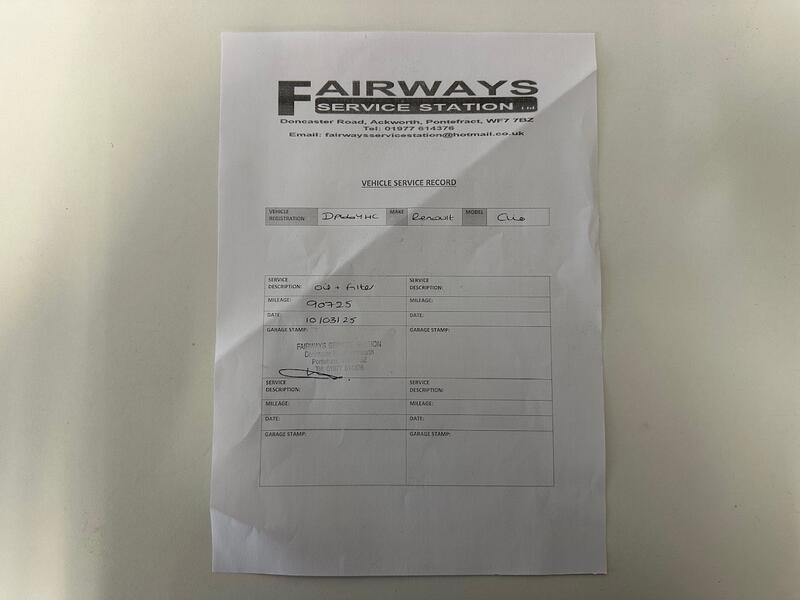 FAIRWAYS
SERVICE STATION Ltd
Doncaster Road, Ackworth, Pontefract, WF7 7BZ
Tel: 01977 614376
Email: fairwaysservicestation@hotmail.co.uk
VEHICLE SERVICE RECORD
VEHICLE REGISTRATION: MAKE Renault MODEL Clio
SERVICE DESCRIPTION: Oil + Filter SERVICE DESCRIPTION:
MILEAGE: 90725 MILEAGE:
DATE: 10/03/25 DATE:
GARAGE STAMP: GARAGE STAMP:
FAIRWAYS SERVICE STATION
SERVICE DESCRIPTION: SERVICE DESCRIPTION:
MILEAGE: MILEAGE:
DATE: DATE:
GARAGE STAMP: GARAGE STAMP: